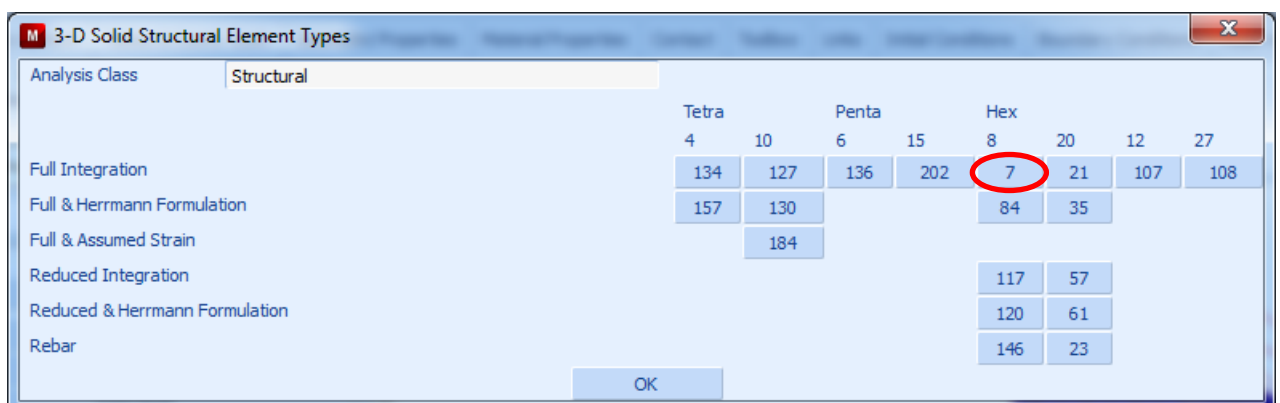 M 3-D Solid Structural Element Types X
Analysis Class Structural
Tetra Penta Hex
4 10 6 15 8 20 12 27
Full Integration 134 127 136 202 7 21 107 108
Full & Herrmann Formulation 157 130 84 35
Full & Assumed Strain 184
Reduced Integration 117 57
Reduced & Herrmann Formulation 120 61
Rebar 146 23
OK